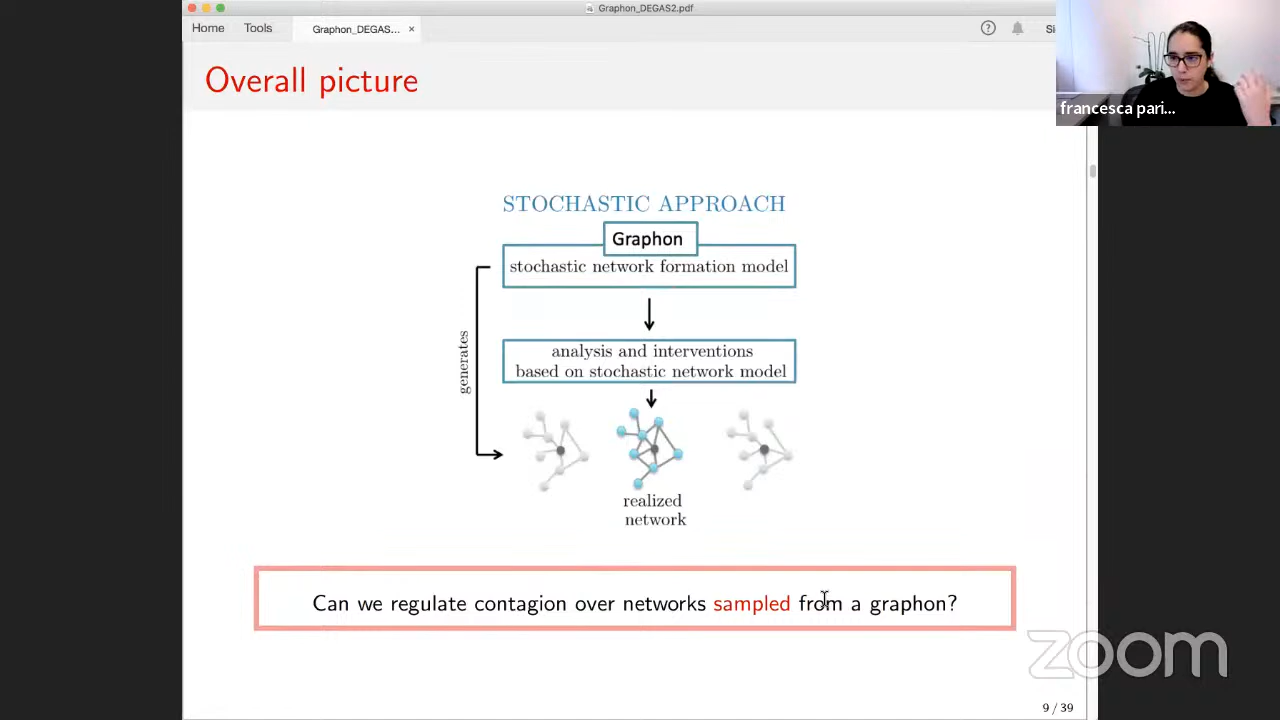 Graphon_DEGAS2.pdf
Home
Tools
Graphon_DEGAS... ×
?
Overall picture
francesca pari...
STOCHASTIC APPROACH
Graphon
stochastic network formation model
generates
analysis and interventions
based on stochastic network model
realized
network
Can we regulate contagion over networks sampled from a graphon?
zoom
9 / 39